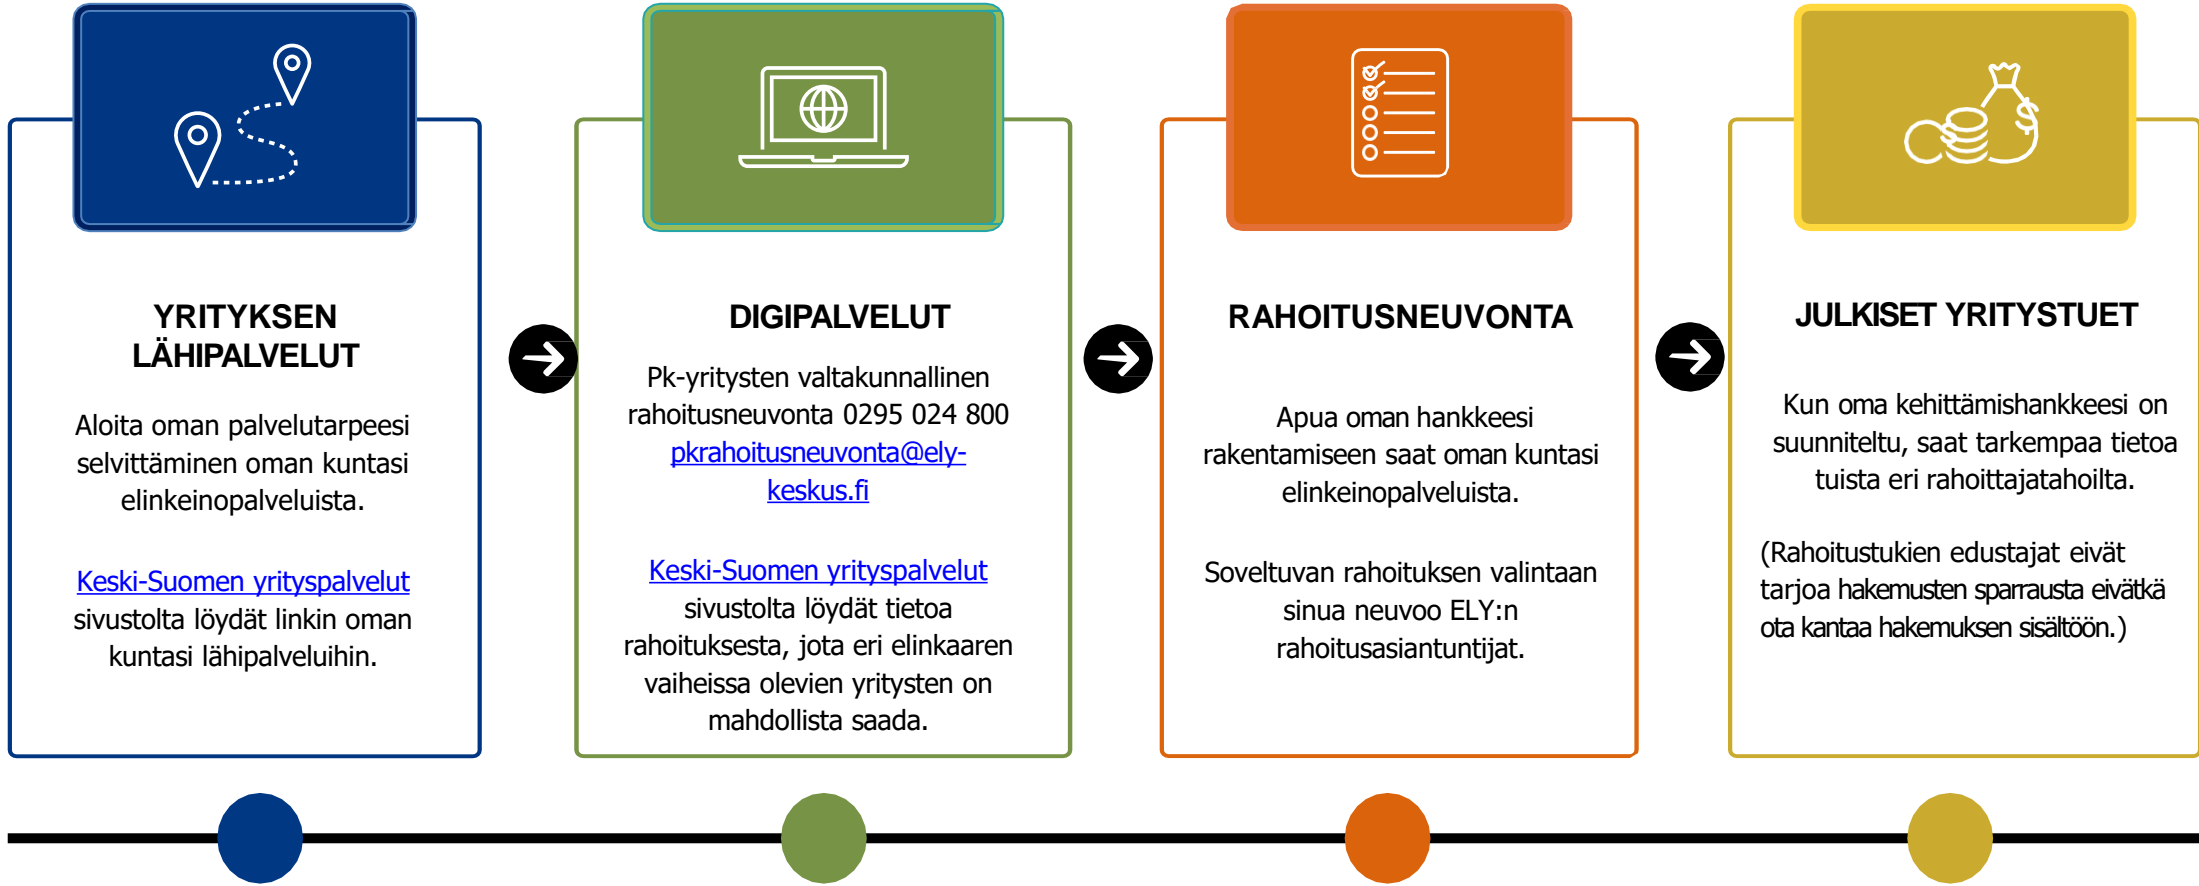 YRITYKSEN
LÄHIPALVELUT
Aloita oman palvelutarpeesi
selvittäminen oman kuntasi
elinkeinopalveluista.
Keski-Suomen yrityspalvelut
sivustolta löydät linkin oman
kuntasi lähipalveluihin.
DIGIPALVELUT
Pk-yritysten valtakunnallinen
rahoitusneuvonta 0295 024 800
pkrahoitusneuvonta@ely-
keskus.fi
Keski-Suomen yrityspalvelut
sivustolta löydät tietoa
rahoituksesta, jota eri elinkaaren
vaiheissa olevien yritysten on
mahdollista saada.
RAHOITUSNEUVONTA
Apua oman hankkeesi
rakentamiseen saat oman kuntasi
elinkeinopalveluista.
Soveltuvan rahoituksen valintaan
sinua neuvoo ELY:n
rahoitusasiantuntijat.
JULKISET YRITYSTUET
Kun oma kehittämishankkeesi on
suunniteltu, saat tarkempaa tietoa
tuista eri rahoittajatahoilta.
(Rahoitustukien edustajat eivät
tarjoa hakemusten sparrausta eivätkä
ota kantaa hakemuksen sisältöön.)